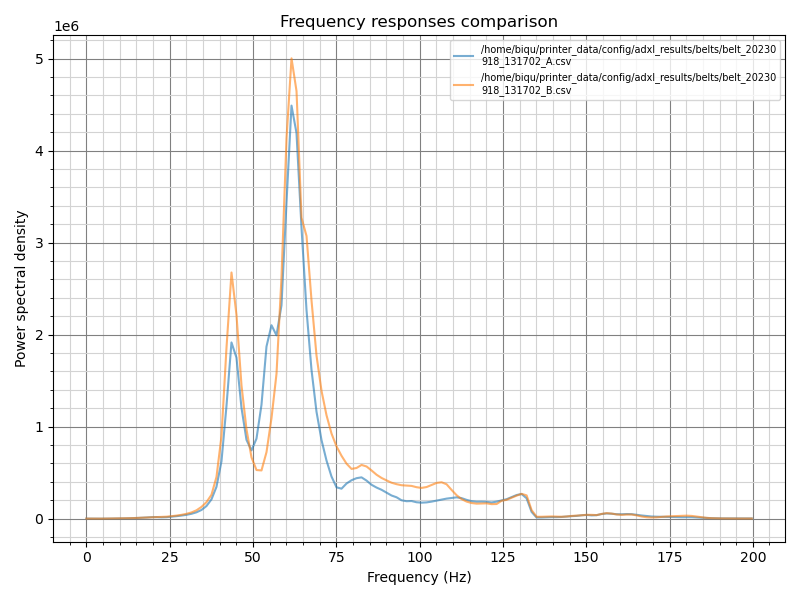 Frequency responses comparison
1e6
/home/biqu/printer_data/config/adxl_results/belts/belt_20230
918_131702_A.csv
/home/biqu/printer_data/config/adxl_results/belts/belt_20230
918_131702_B.csv
5
4
3
2
1
0
Power spectral density
0 25 50 75 100 125 150 175 200
Frequency (Hz)